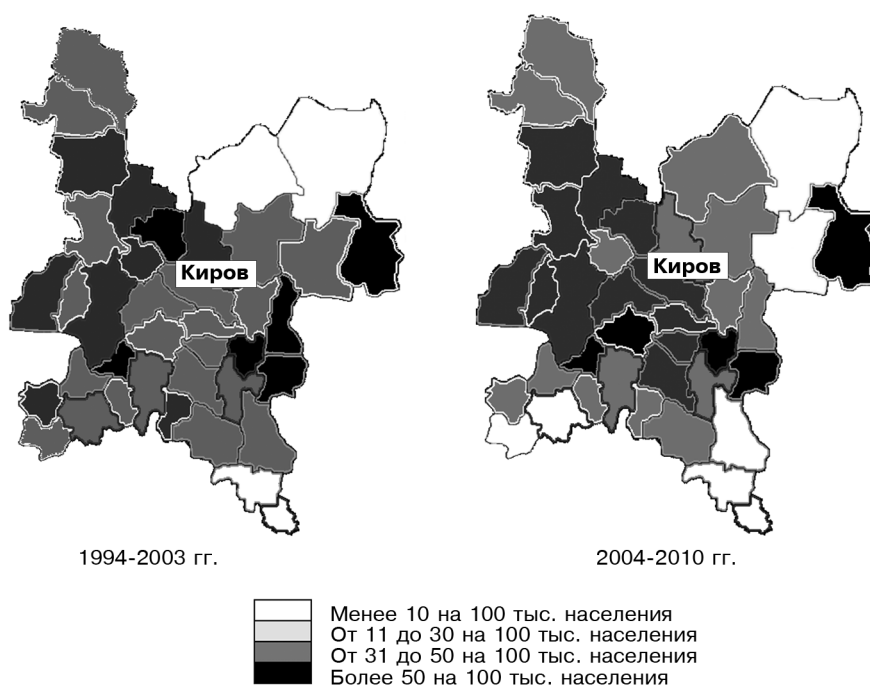 Киров
Киров
1994-2003 гг.
2004-2010 гг.
Менее 10 на 100 тыс. населения
От 11 до 30 на 100 тыс. населения
От 31 до 50 на 100 тыс. населения
Более 50 на 100 тыс. населения